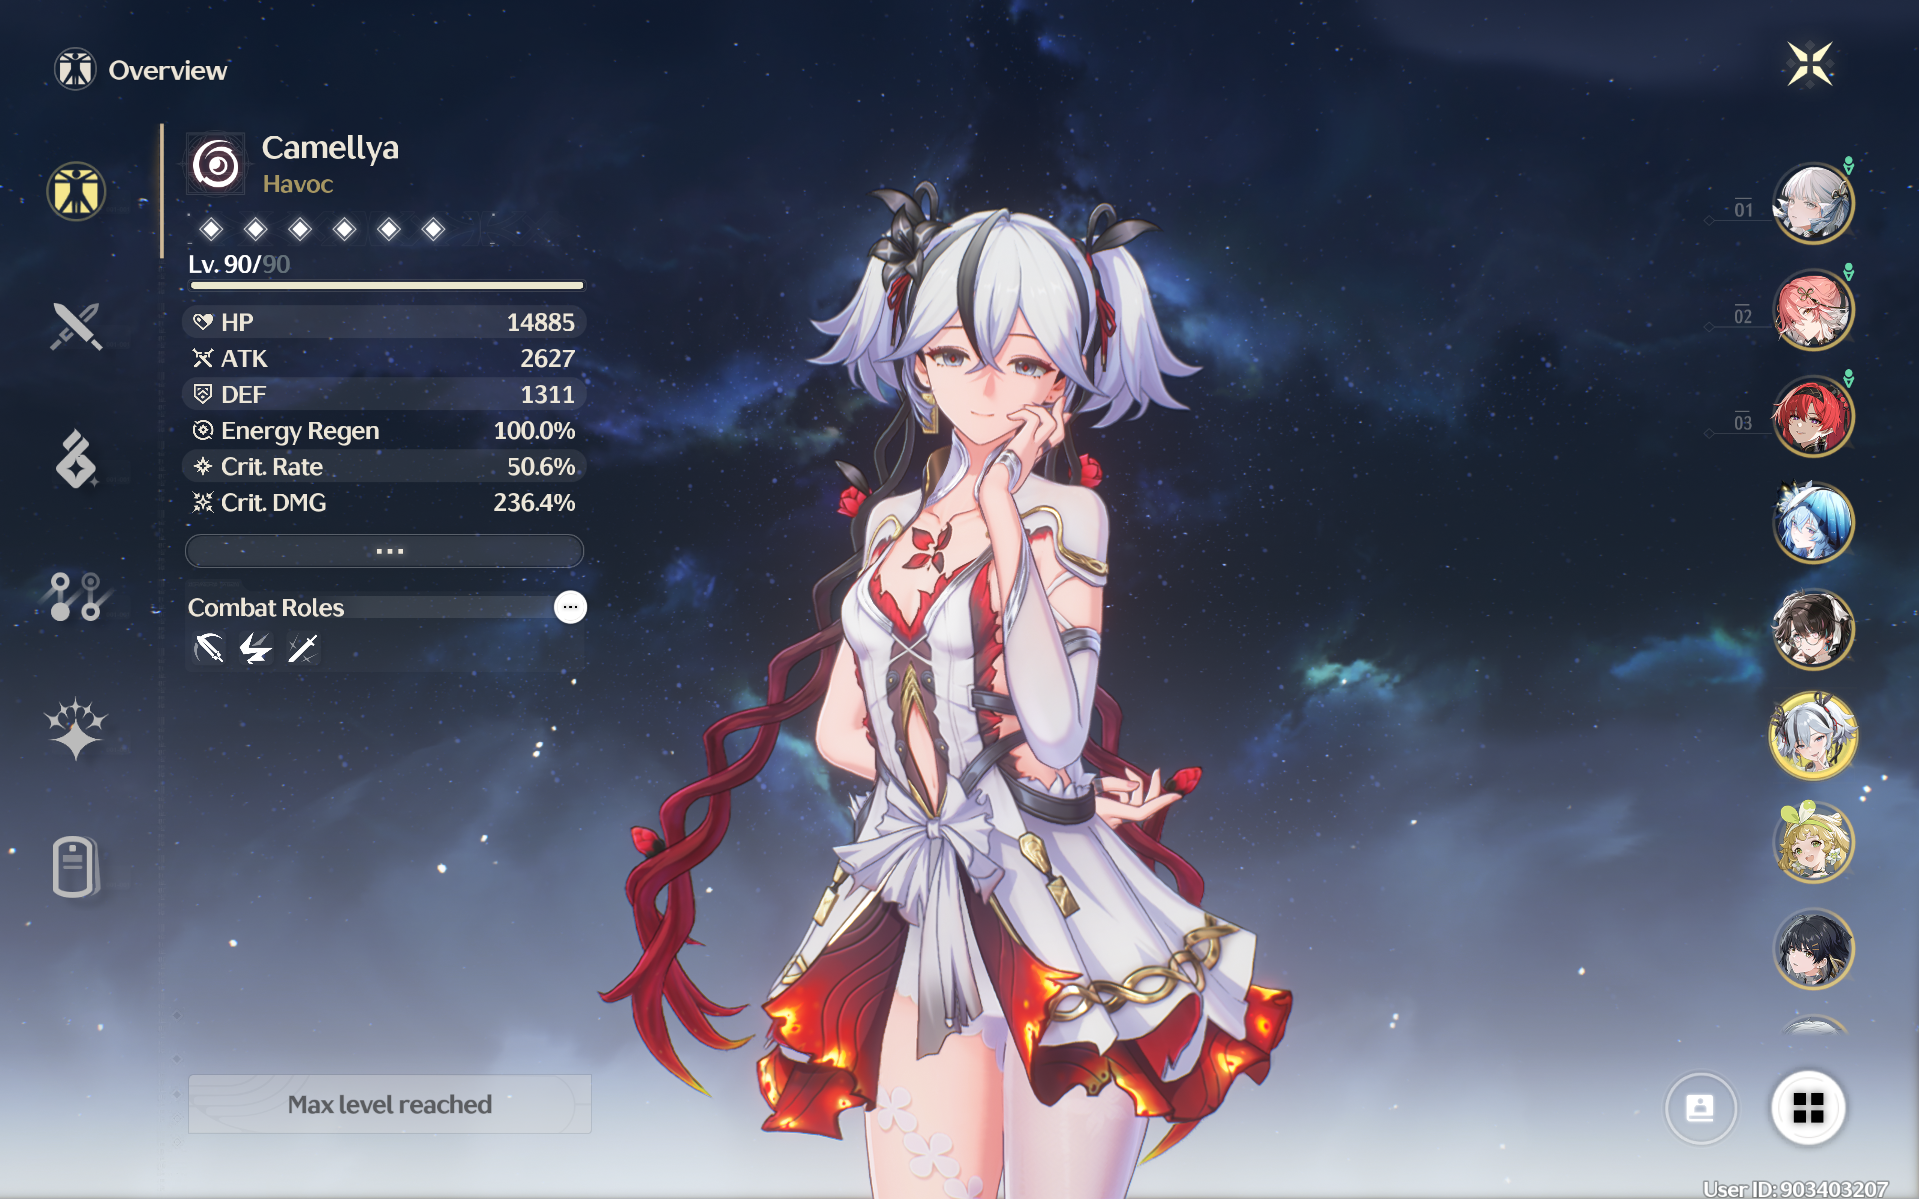 Overview
Camellya
Havoc
Lv. 90/90
HP 14885
ATK 2627
DEF 1311
Energy Regen 100.0%
Crit. Rate 50.6%
Crit. DMG 236.4%
Combat Roles
Max level reached
01
02
03
User ID:903403207